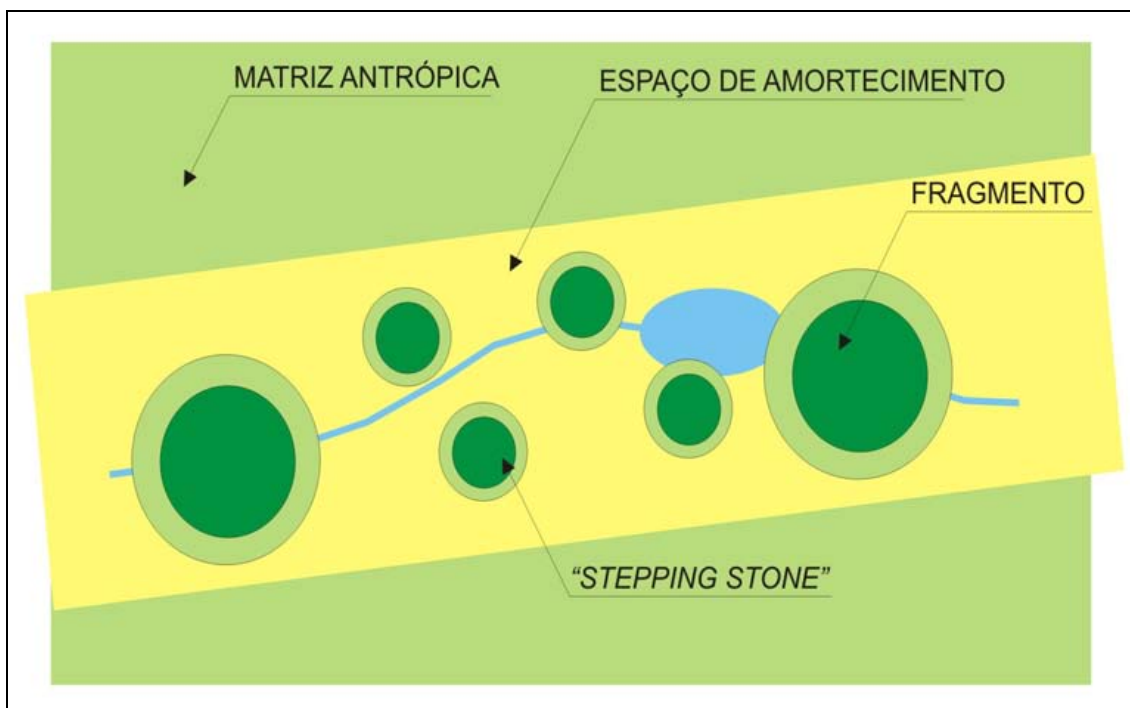 MATRIZ ANTRÓPICA
ESPAÇO DE AMORTECIMENTO
FRAGMENTO
“STEPPING STONE”